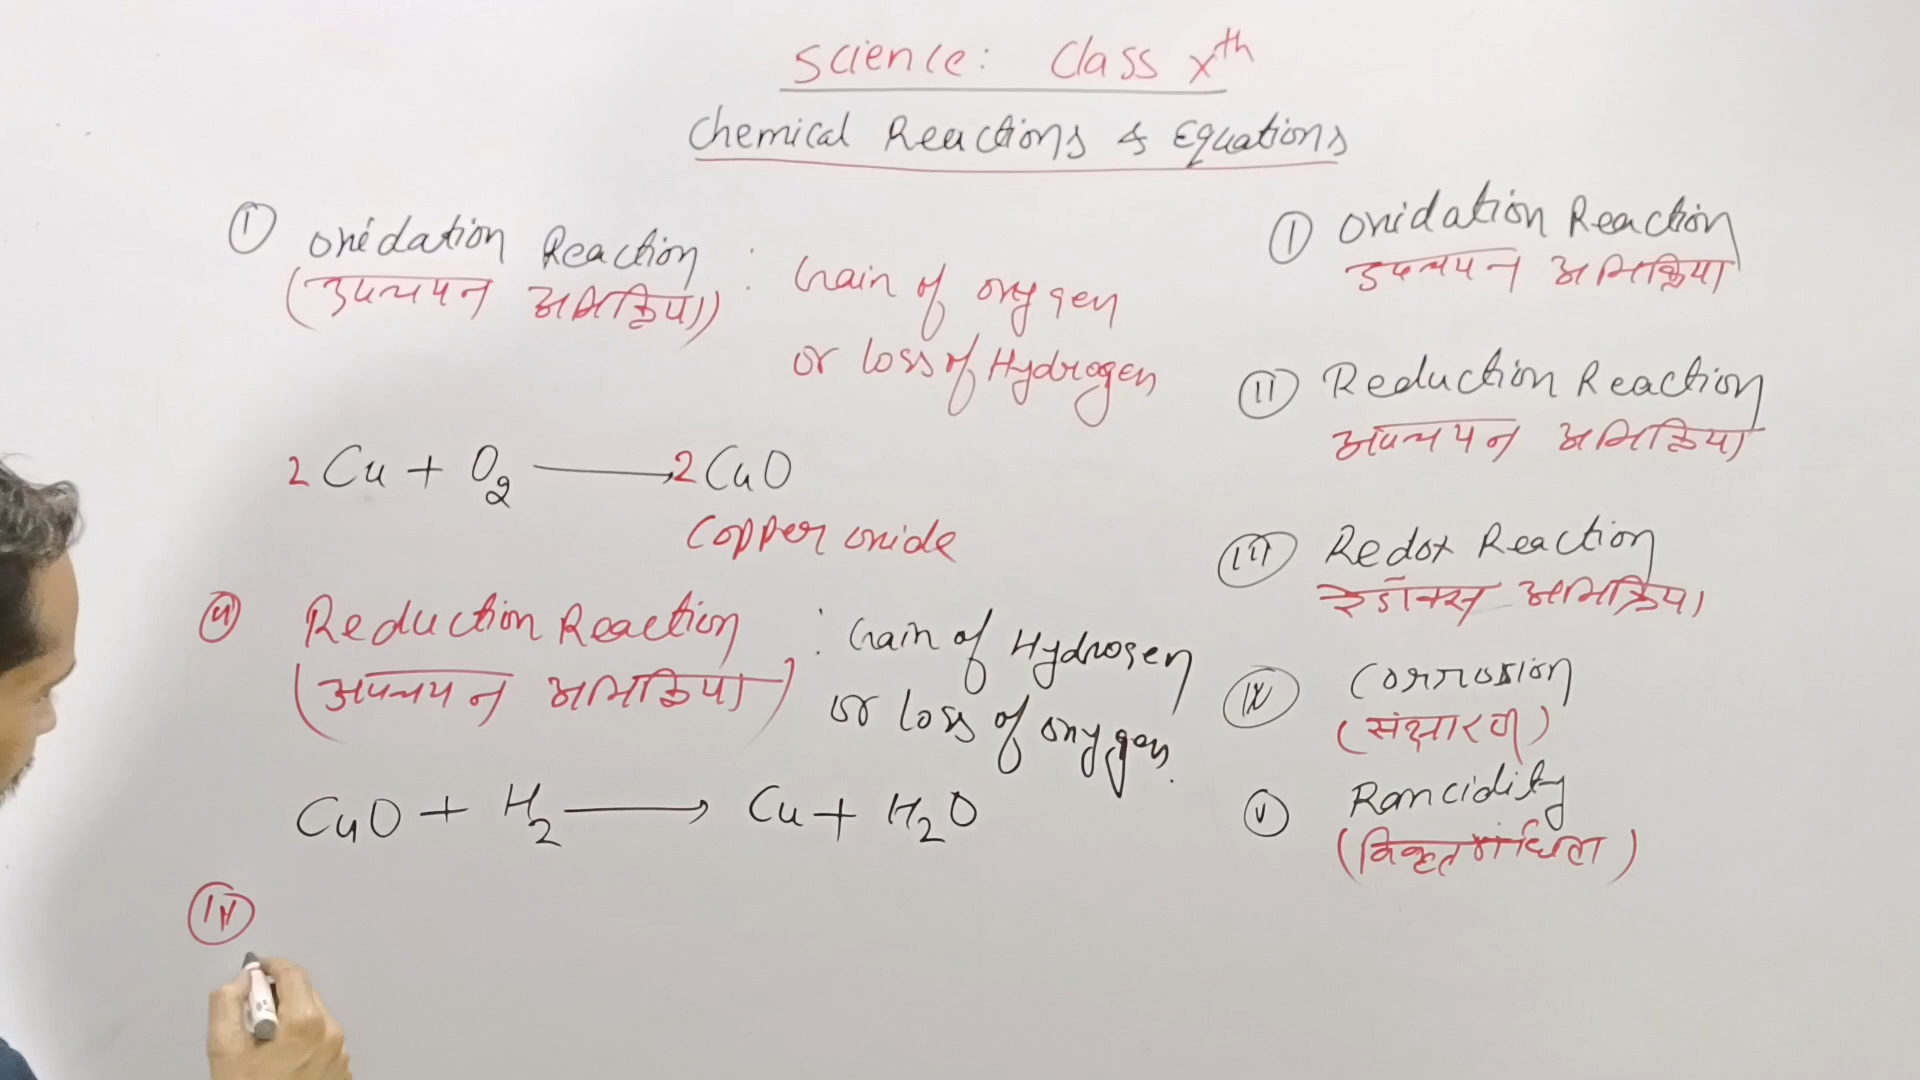 Science: Class Xth
Chemical Reactions & Equations
(I) Oxidation Reaction : Gain of oxygen
(उपचयन अभिक्रिया) or loss of Hydrogen
2Cu + O2 → 2CuO
Copper oxide
(II) Reduction Reaction : Gain of Hydrogen
(अपचयन अभिक्रिया) or loss of oxygen.
CuO + H2 → Cu + H2O
(III)
(I) Oxidation Reaction
उपचयन अभिक्रिया
(II) Reduction Reaction
अपचयन अभिक्रिया
(III) Redox Reaction
रेडॉक्स अभिक्रिया
(IV) Corrosion
(संक्षारण)
(V) Rancidity
(विकृतगंधिता)